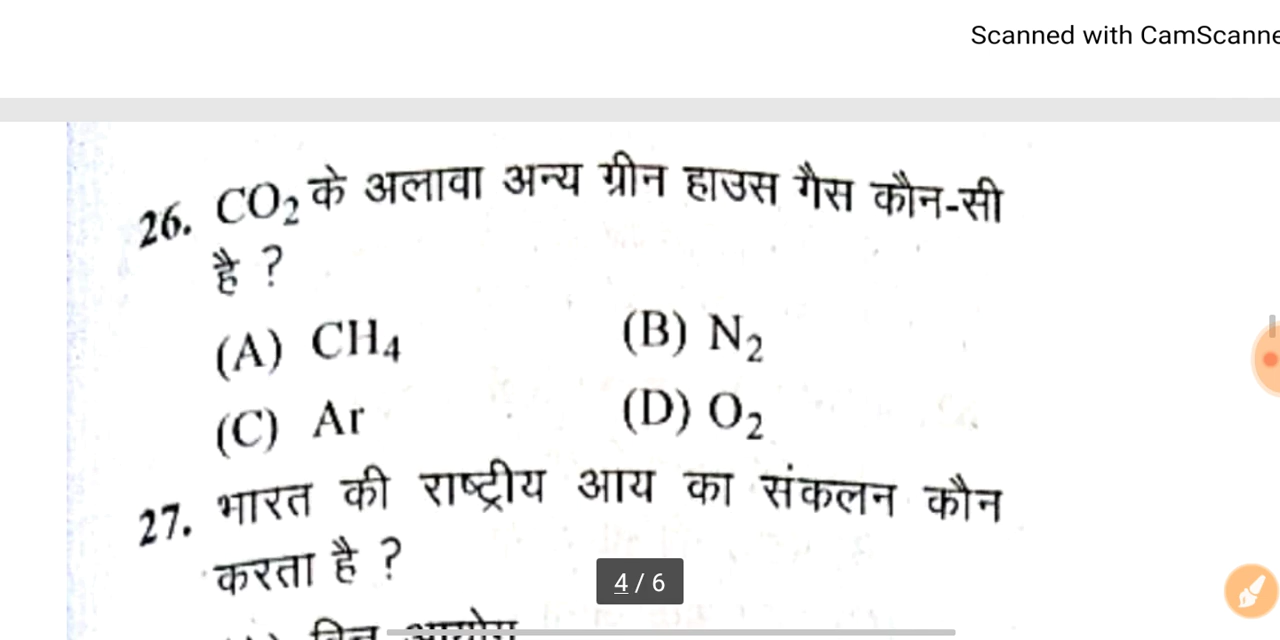 Scanned with CamScanne
26. CO₂ के अलावा अन्य ग्रीन हाउस गैस कौन-सी
है ?
(A) CH₄ (B) N₂
(C) Ar (D) O₂
27. भारत की राष्ट्रीय आय का संकलन कौन
करता है ?
4 / 6